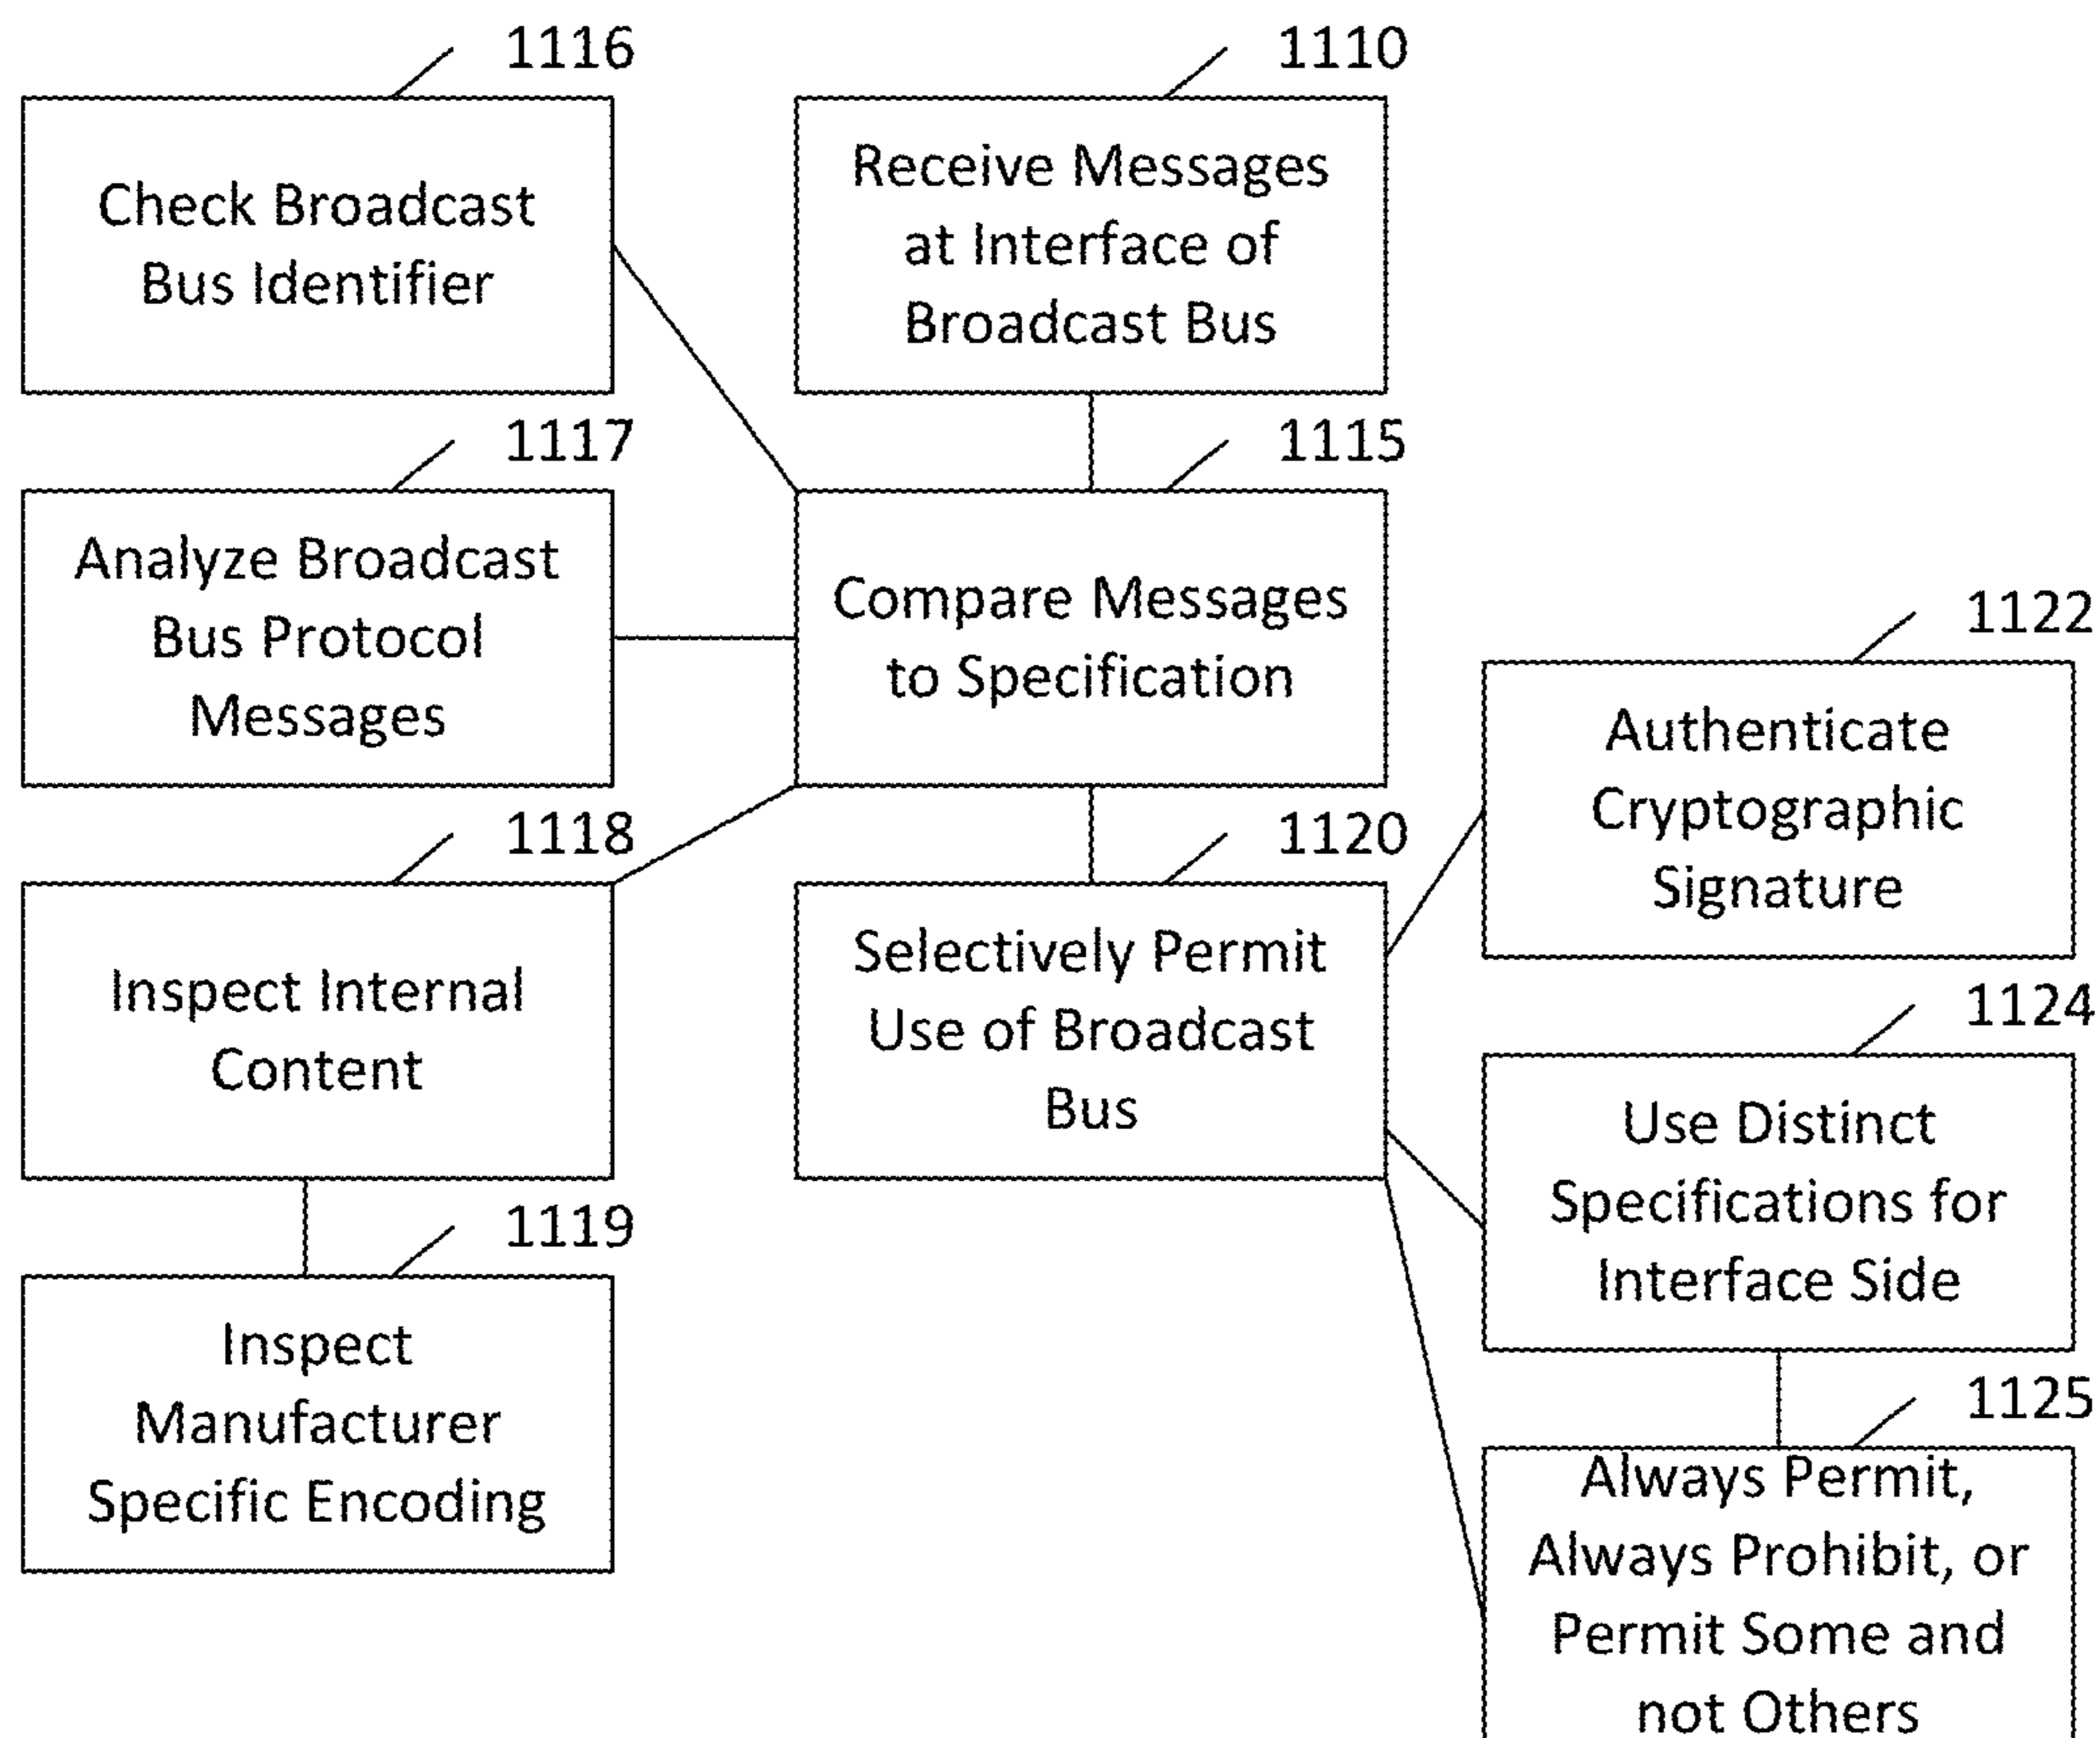 1116
Check Broadcast
Bus Identifier
1110
Receive Messages
at Interface of
Broadcast Bus
1117
Analyze Broadcast
Bus Protocol
Messages
1115
Compare Messages
to Specification
1122
Authenticate
Cryptographic
Signature
1118
Inspect Internal
Content
1120
Selectively Permit
Use of Broadcast
Bus
1124
Use Distinct
Specifications for
Interface Side
1119
Inspect
Manufacturer
Specific Encoding
1125
Always Permit,
Always Prohibit, or
Permit Some and
not Others